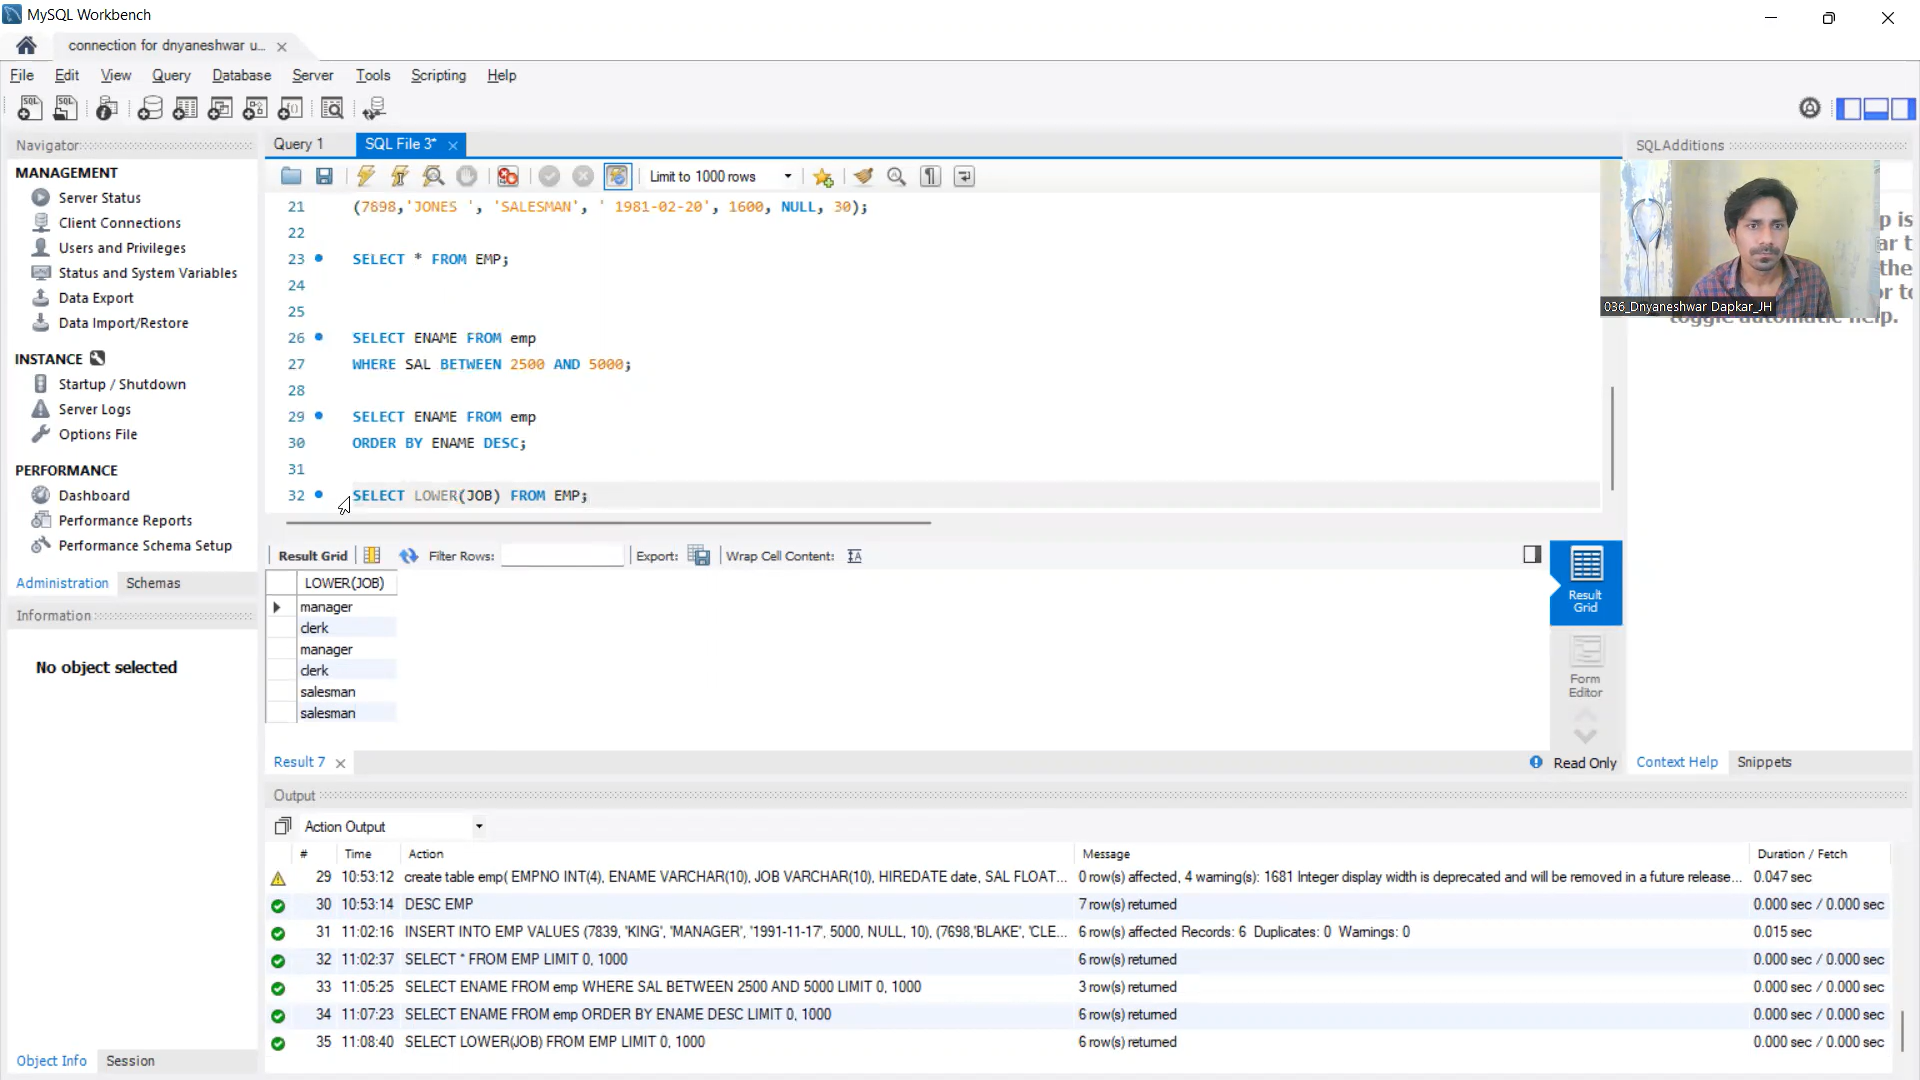 MySQL Workbench
connection for dnyaneshwar u...
File Edit View Query Database Server Tools Scripting Help
Navigator
MANAGEMENT
Server Status
Client Connections
Users and Privileges
Status and System Variables
Data Export
Data Import/Restore
INSTANCE
Startup / Shutdown
Server Logs
Options File
PERFORMANCE
Dashboard
Performance Reports
Performance Schema Setup
Administration Schemas
Information
No object selected
Object Info Session
Query 1 SQL File 3*
Limit to 1000 rows
21 (7698,'JONES ', 'SALESMAN', ' 1981-02-20', 1600, NULL, 30);
22
23 SELECT * FROM EMP;
24
25
26 SELECT ENAME FROM emp
27 WHERE SAL BETWEEN 2500 AND 5000;
28
29 SELECT ENAME FROM emp
30 ORDER BY ENAME DESC;
31
32 SELECT LOWER(JOB) FROM EMP;
Result Grid Filter Rows: Export: Wrap Cell Content:
LOWER(JOB)
manager
clerk
manager
clerk
salesman
salesman
Result Grid
Form Editor
Result 7 Read Only
SQLAdditions
036_Dnyaneshwar Dapkar_JH
toggle automatic help.
Context Help Snippets
Output
Action Output
# Time Action Message Duration / Fetch
29 10:53:12 create table emp( EMPNO INT(4), ENAME VARCHAR(10), JOB VARCHAR(10), HIREDATE date, SAL FLOAT... 0 row(s) affected, 4 warning(s): 1681 Integer display width is deprecated and will be removed in a future release... 0.047 sec
30 10:53:14 DESC EMP 7 row(s) returned 0.000 sec / 0.000 sec
31 11:02:16 INSERT INTO EMP VALUES (7839, 'KING', 'MANAGER', '1991-11-17', 5000, NULL, 10), (7698,'BLAKE', 'CLE... 6 row(s) affected Records: 6 Duplicates: 0 Warnings: 0 0.015 sec
32 11:02:37 SELECT * FROM EMP LIMIT 0, 1000 6 row(s) returned 0.000 sec / 0.000 sec
33 11:05:25 SELECT ENAME FROM emp WHERE SAL BETWEEN 2500 AND 5000 LIMIT 0, 1000 3 row(s) returned 0.000 sec / 0.000 sec
34 11:07:23 SELECT ENAME FROM emp ORDER BY ENAME DESC LIMIT 0, 1000 6 row(s) returned 0.000 sec / 0.000 sec
35 11:08:40 SELECT LOWER(JOB) FROM EMP LIMIT 0, 1000 6 row(s) returned 0.000 sec / 0.000 sec